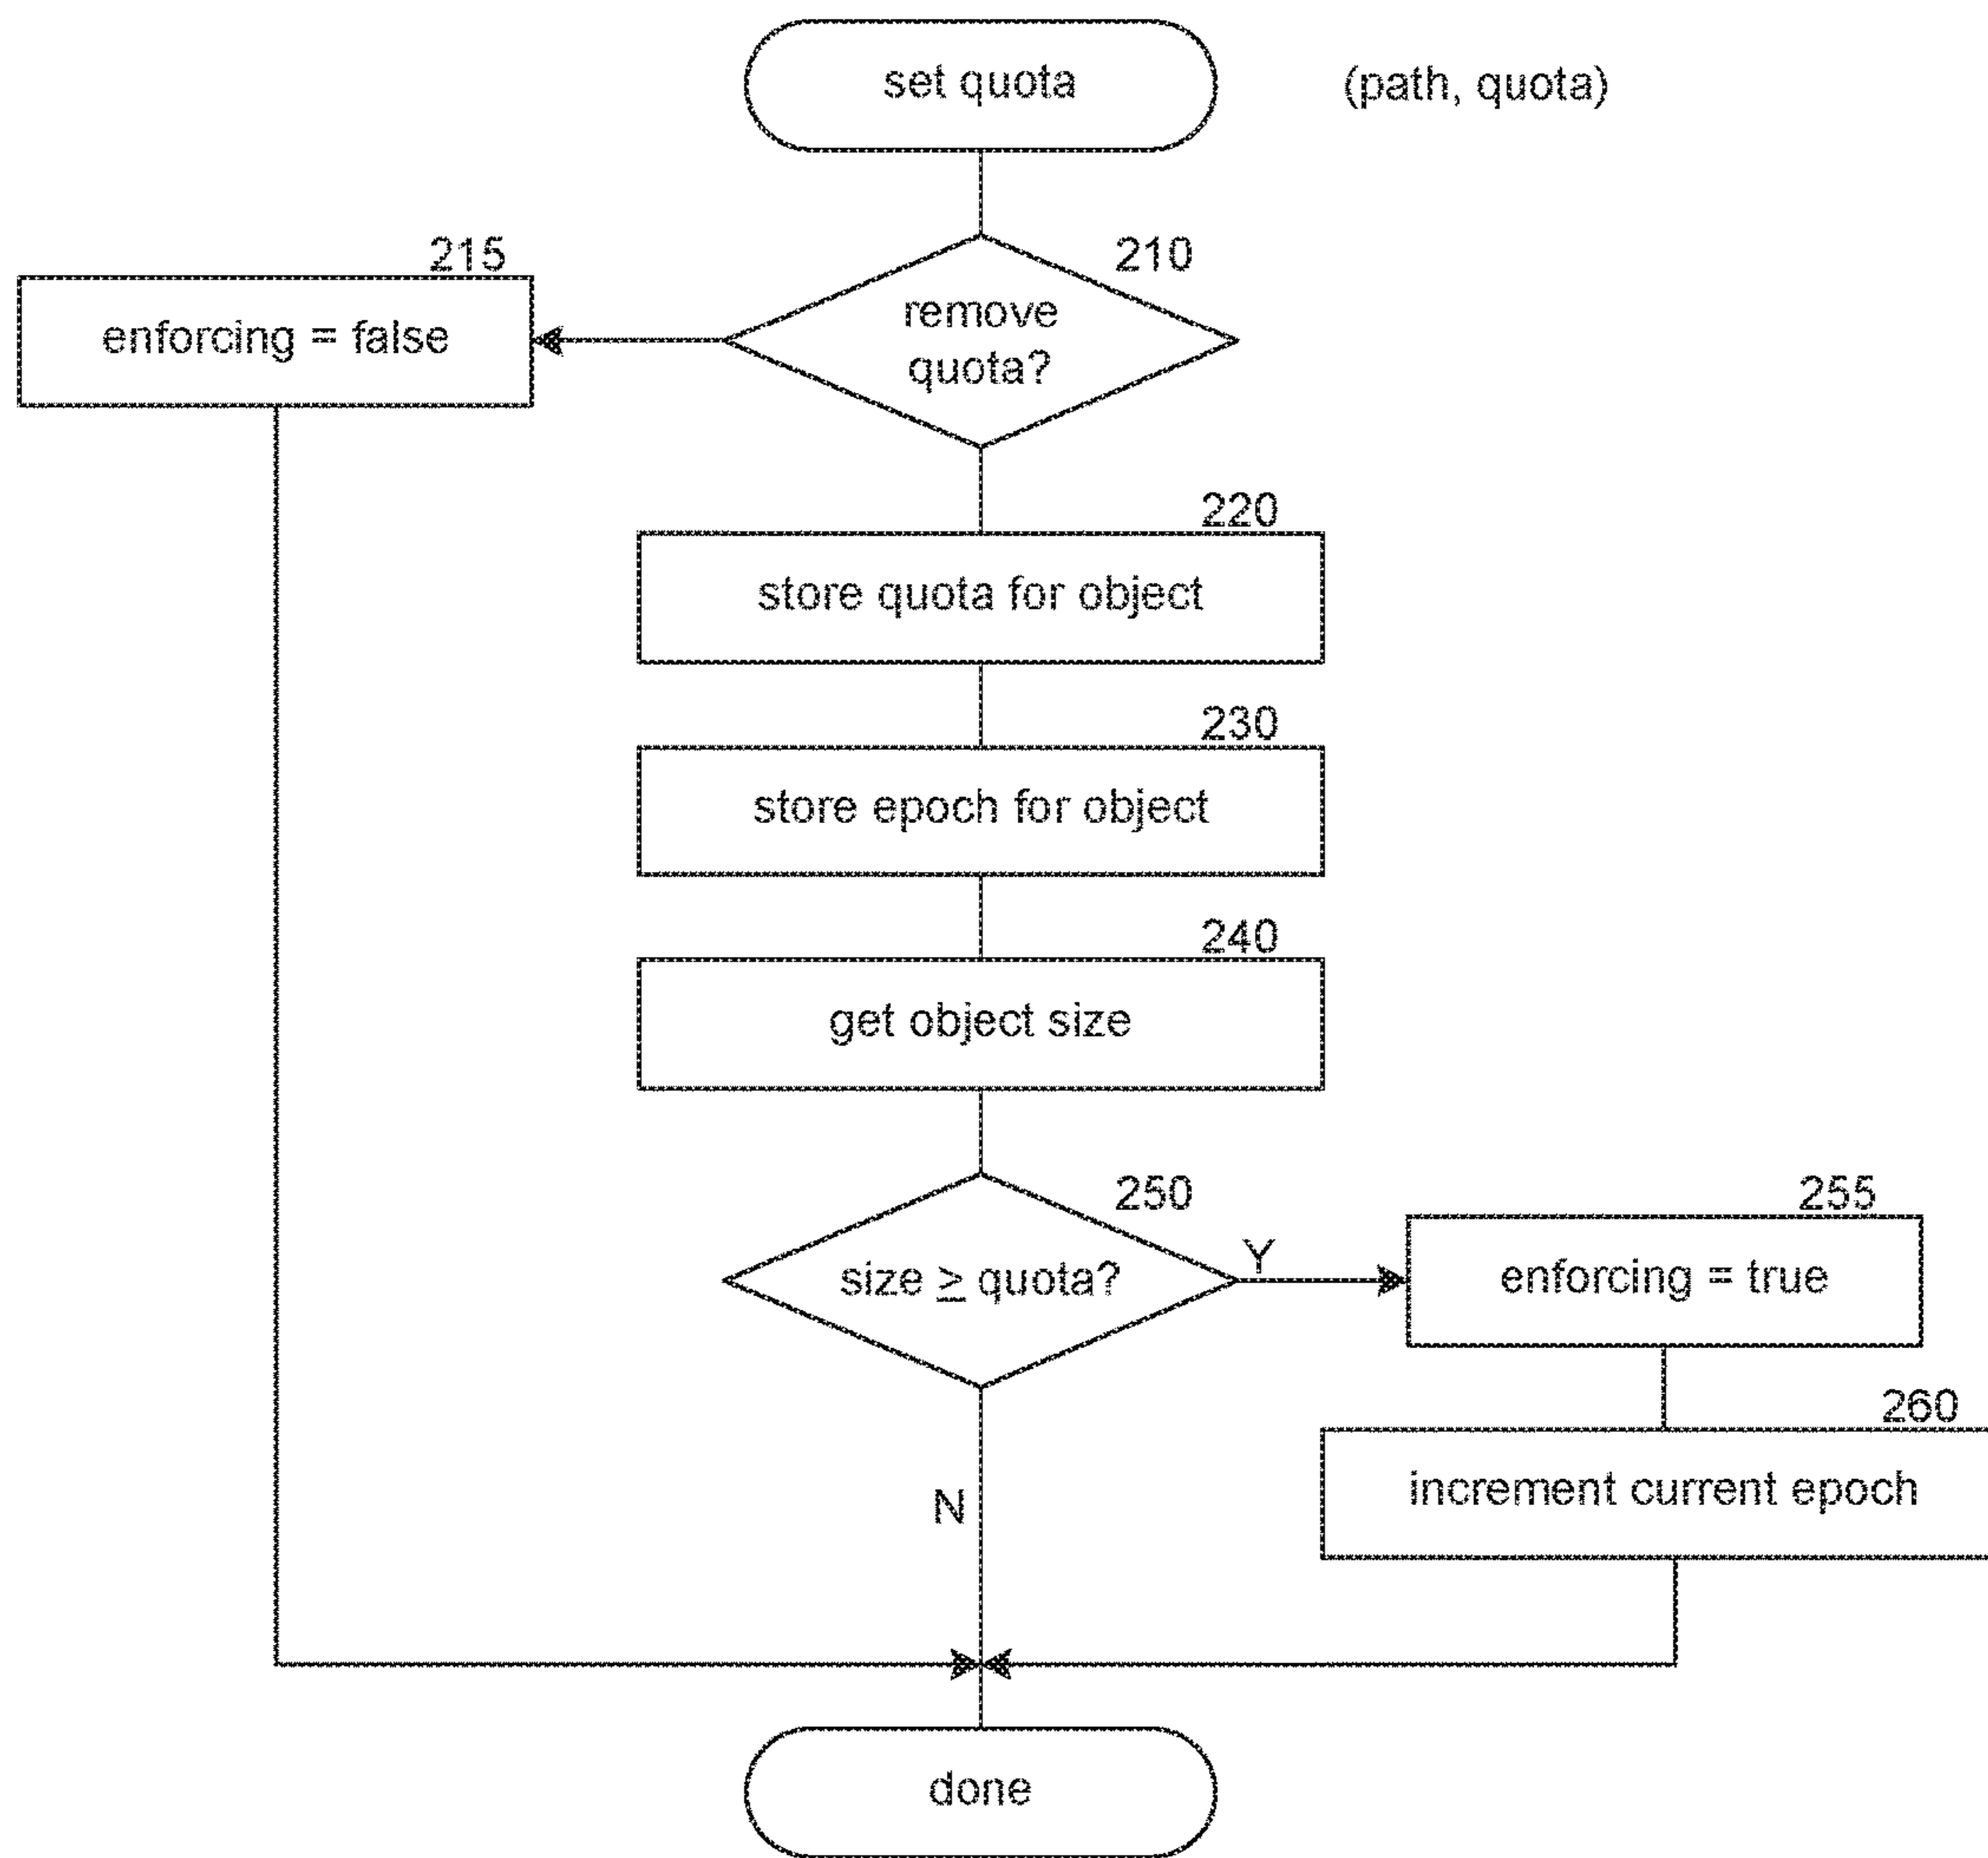 set quota
(path, quota)
215
210
enforcing = false
remove
quota?
220
store quota for object
230
store epoch for object
240
get object size
250
255
size ≥ quota?
Y
enforcing = true
260
increment current epoch
N
done